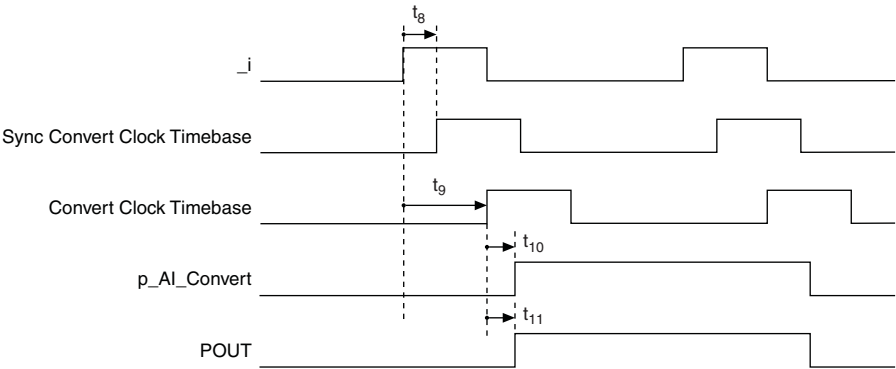 t8
_i
Sync Convert Clock Timebase
t9
Convert Clock Timebase
t10
p_AI_Convert
t11
POUT